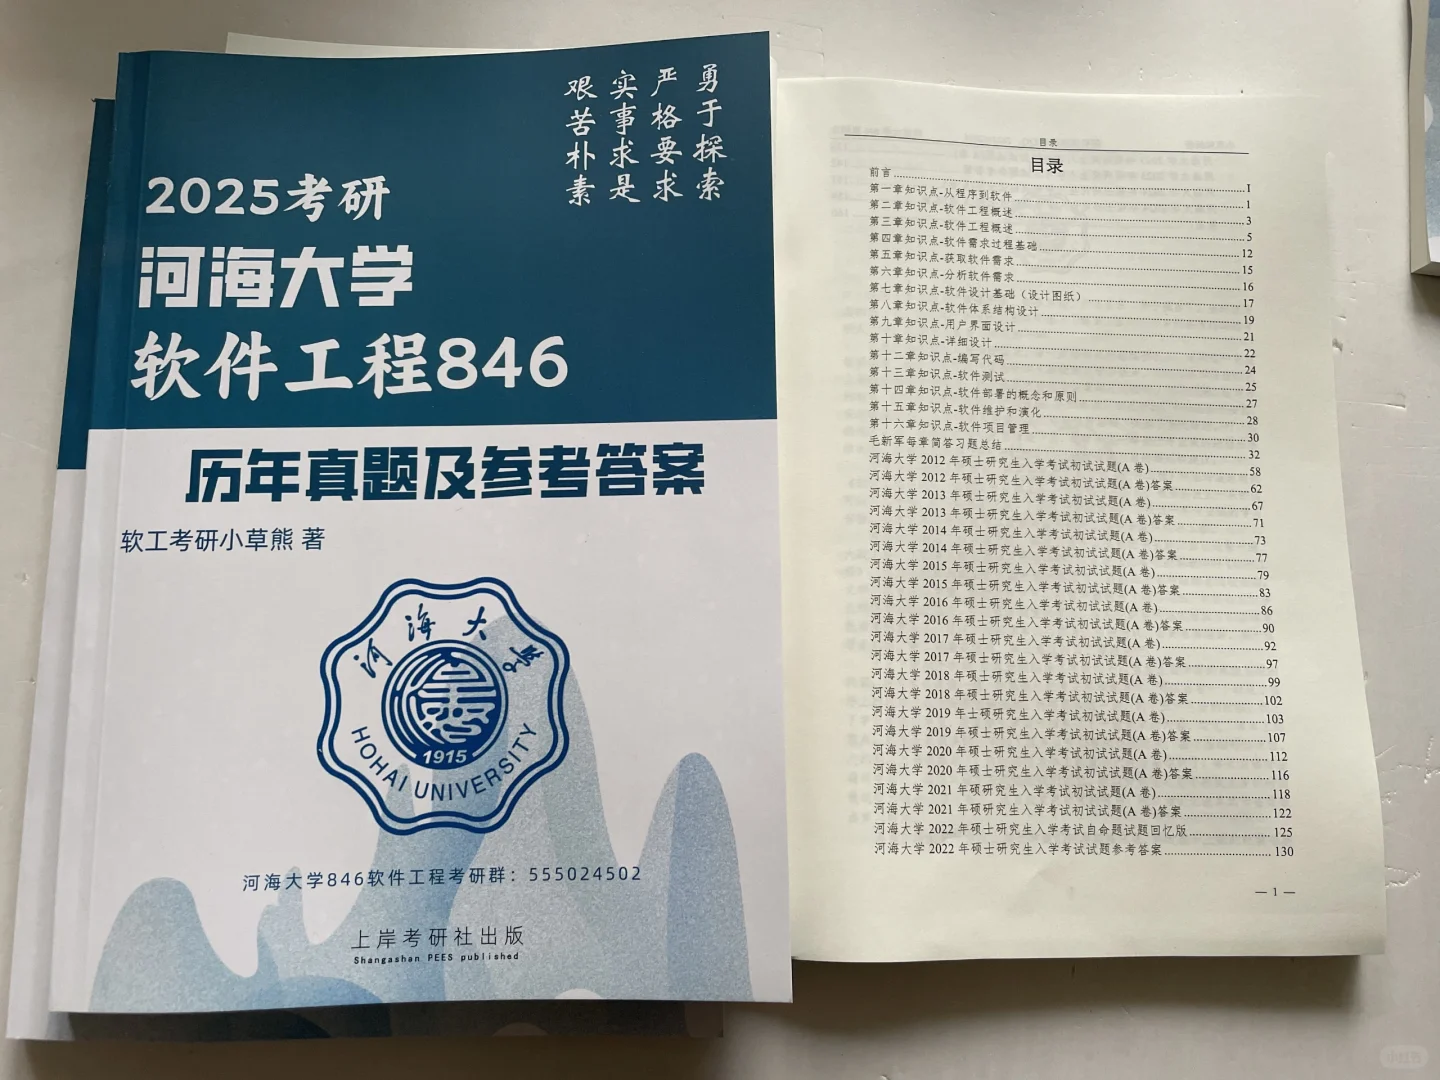 勇于探索
严格要求
实事求是
艰苦朴素
2025考研
河海大学
软件工程846
历年真题及参考答案
软工考研小草熊 著
河海大学
1915
HOHAI UNIVERSITY
河海大学846软件工程考研群：555024502
上岸考研社出版
Shangashan PEES published
目录
目录
前言 I
第一章知识点-从程序到软件 1
第二章知识点-软件工程概述 3
第三章知识点-软件工程概述 5
第四章知识点-软件需求过程基础 12
第五章知识点-获取软件需求 15
第六章知识点-分析软件需求 16
第七章知识点-软件设计基础（设计图纸） 17
第八章知识点-软件体系结构设计 19
第九章知识点-用户界面设计 21
第十章知识点-详细设计 22
第十二章知识点-编写代码 24
第十三章知识点-软件测试 25
第十四章知识点-软件部署的概念和原则 27
第十五章知识点-软件维护和演化 28
第十六章知识点-软件项目管理 30
毛新军每章简答习题总结 32
河海大学 2012 年硕士研究生入学考试初试试题(A 卷) 58
河海大学 2012 年硕士研究生入学考试初试试题(A 卷)答案 62
河海大学 2013 年硕士研究生入学考试初试试题(A 卷) 67
河海大学 2013 年硕士研究生入学考试初试试题(A 卷)答案 71
河海大学 2014 年硕士研究生入学考试初试试题(A 卷) 73
河海大学 2014 年硕士研究生入学考试初试试题(A 卷)答案 77
河海大学 2015 年硕士研究生入学考试初试试题(A 卷) 79
河海大学 2015 年硕士研究生入学考试初试试题(A 卷)答案 83
河海大学 2016 年硕士研究生入学考试初试试题(A 卷) 86
河海大学 2016 年硕士研究生入学考试初试试题(A 卷)答案 90
河海大学 2017 年硕士研究生入学考试初试试题(A 卷) 92
河海大学 2017 年硕士研究生入学考试初试试题(A 卷)答案 97
河海大学 2018 年硕士研究生入学考试初试试题(A 卷) 99
河海大学 2018 年硕士研究生入学考试初试试题(A 卷)答案 102
河海大学 2019 年士硕研究生入学考试初试试题(A 卷) 103
河海大学 2019 年硕士研究生入学考试初试试题(A 卷)答案 107
河海大学 2020 年硕士研究生入学考试初试试题(A 卷) 112
河海大学 2020 年硕士研究生入学考试初试试题(A 卷)答案 116
河海大学 2021 年硕研究生入学考试初试试题(A 卷) 118
河海大学 2021 年硕研究生入学考试初试试题(A 卷)答案 122
河海大学 2022 年硕士研究生入学考试自命题试题回忆版 125
河海大学 2022 年硕士研究生入学考试试题参考答案 130
— 1 —
小红书